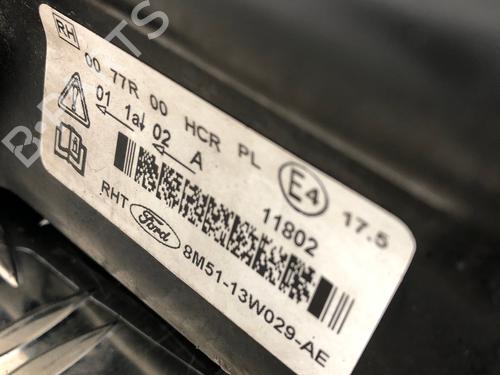 RH
00 77R 00 HCR PL
01 1a 02 A
E4
17.5
11802
RHT Ford 8M51-13W029-AE